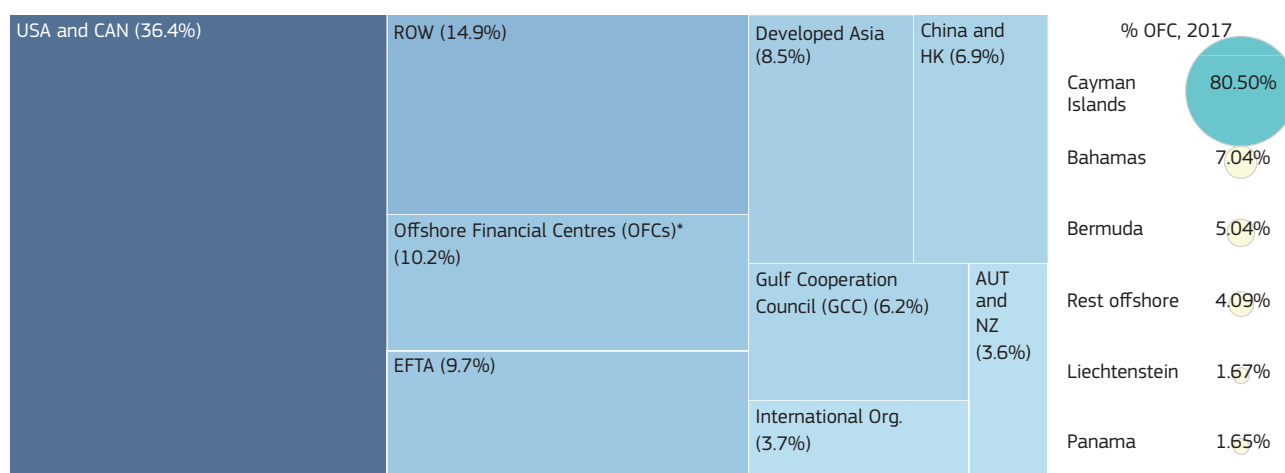 USA and CAN (36.4%)
ROW (14.9%)
Offshore Financial Centres (OFCs)*
(10.2%)
EFTA (9.7%)
Developed Asia
(8.5%)
China and
HK (6.9%)
Gulf Cooperation
Council (GCC) (6.2%)
AUT
and
NZ
(3.6%)
International Org.
(3.7%)
% OFC, 2017
Cayman
Islands
80.50%
Bahamas
7.04%
Bermuda
5.04%
Rest offshore
4.09%
Liechtenstein
1.67%
Panama
1.65%